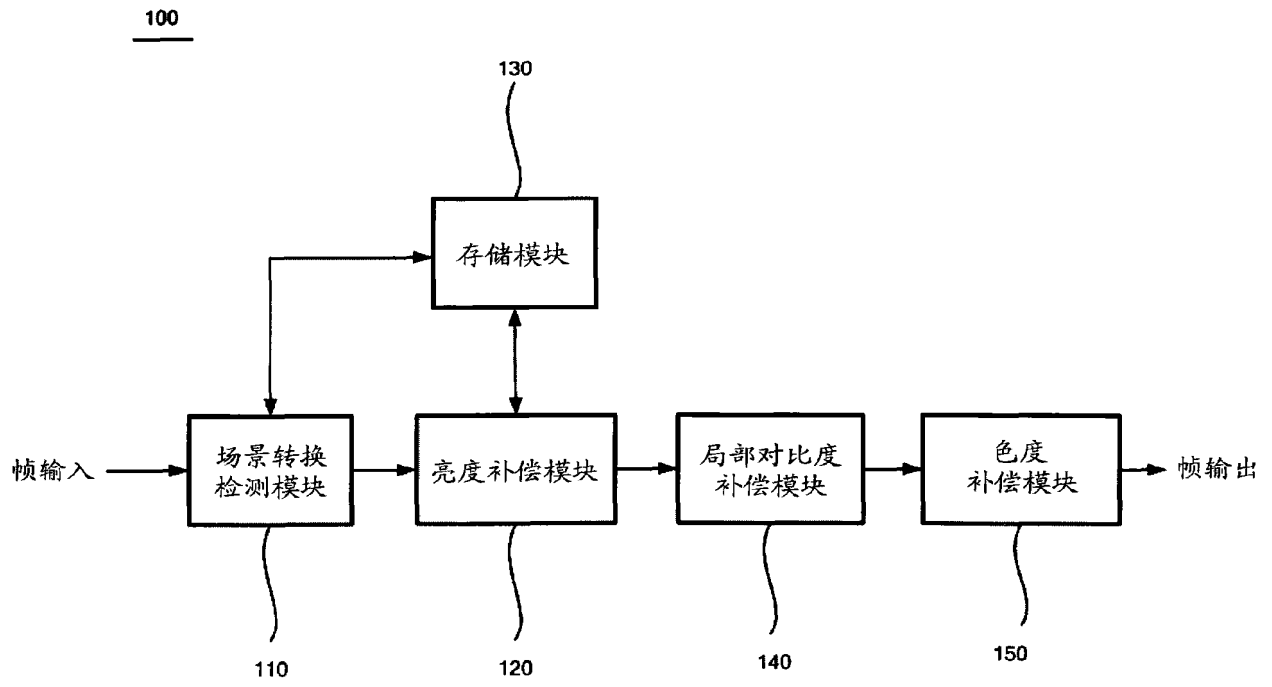 100
130
存储模块
帧输入
场景转换
检测模块
亮度补偿模块
局部对比度
补偿模块
色度
补偿模块
帧输出
110
120
140
150